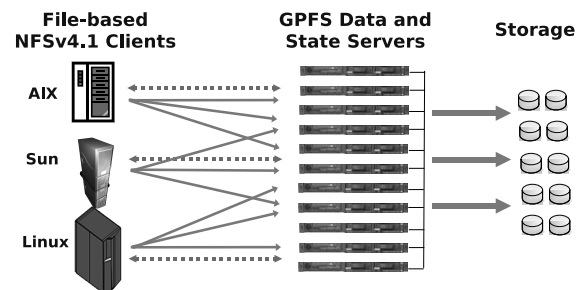 File-based
NFSv4.1 Clients
GPFS Data and
State Servers
Storage
AIX
Sun
Linux